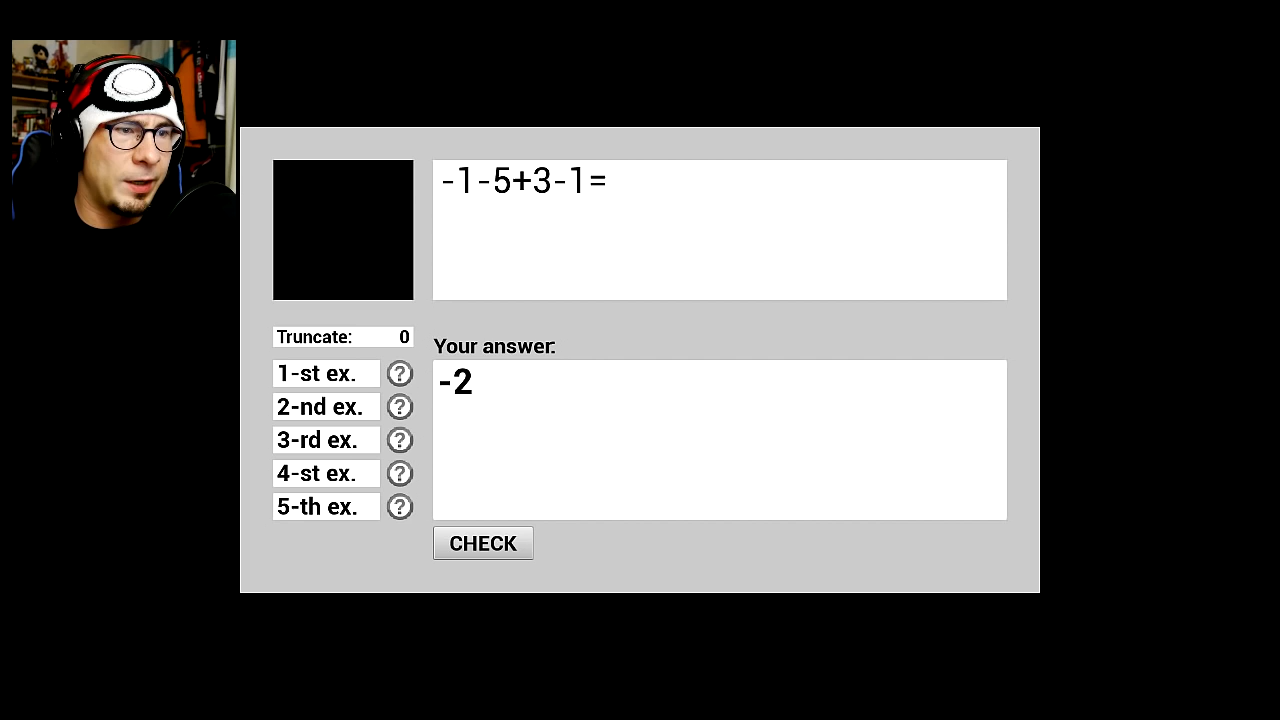 -1-5+3-1=
Truncate: 0
Your answer:
1-st ex.
2-nd ex.
3-rd ex.
4-st ex.
5-th ex.
-2
CHECK